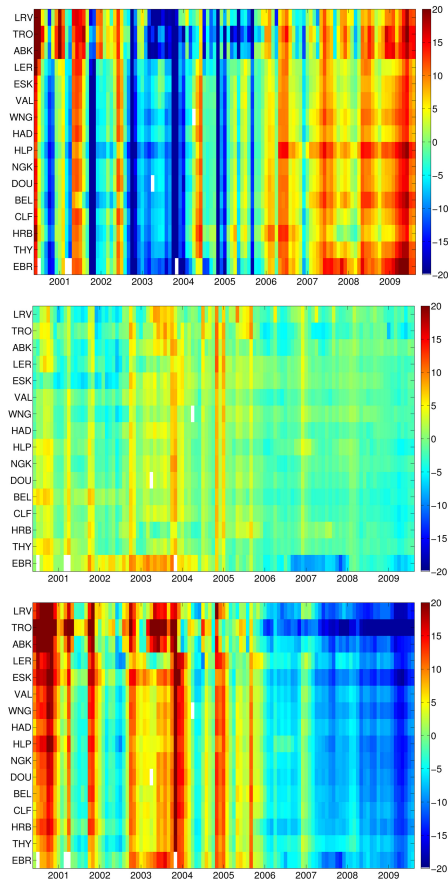 LRV
TRO
ABK
LER
ESK
VAL
WNG
HAD
HLP
NGK
DOU
BEL
CLF
HRB
THY
EBR
2001 2002 2003 2004 2005 2006 2007 2008 2009
20
15
10
5
0
−5
−10
−15
−20
LRV
TRO
ABK
LER
ESK
VAL
WNG
HAD
HLP
NGK
DOU
BEL
CLF
HRB
THY
EBR
2001 2002 2003 2004 2005 2006 2007 2008 2009
20
15
10
5
0
−5
−10
−15
−20
LRV
TRO
ABK
LER
ESK
VAL
WNG
HAD
HLP
NGK
DOU
BEL
CLF
HRB
THY
EBR
2001 2002 2003 2004 2005 2006 2007 2008 2009
20
15
10
5
0
−5
−10
−15
−20